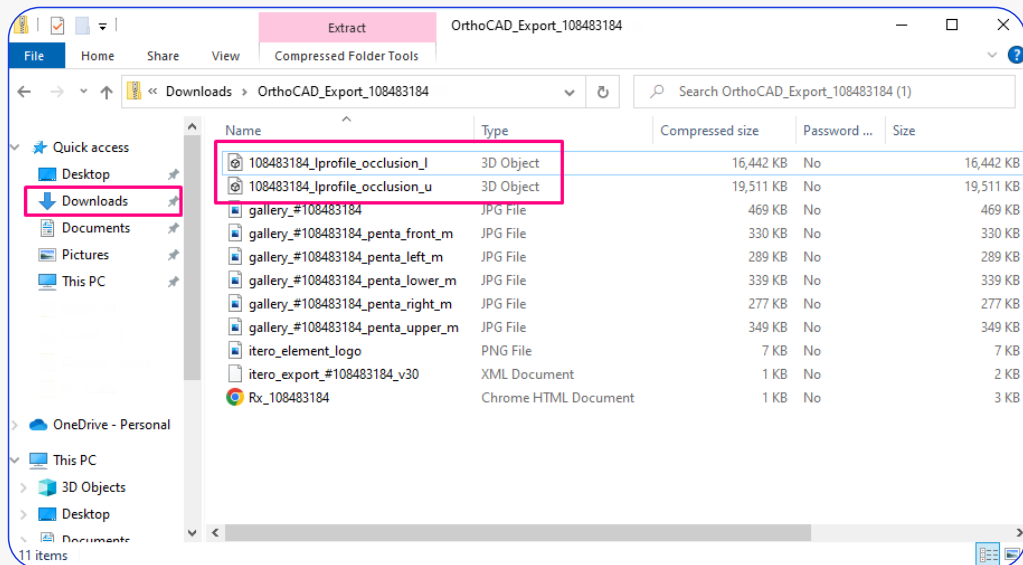 Extract
OrthoCAD_Export_108483184
File Home Share View Compressed Folder Tools
« Downloads › OrthoCAD_Export_108483184
Search OrthoCAD_Export_108483184 (1)
Quick access
Desktop
Downloads
Documents
Pictures
This PC
OneDrive - Personal
This PC
3D Objects
Desktop
Documents
Name Type Compressed size Password ... Size
108483184_lprofile_occlusion_l 3D Object 16,442 KB No 16,442 KB
108483184_lprofile_occlusion_u 3D Object 19,511 KB No 19,511 KB
gallery_#108483184 JPG File 469 KB No 469 KB
gallery_#108483184_penta_front_m JPG File 330 KB No 330 KB
gallery_#108483184_penta_left_m JPG File 289 KB No 289 KB
gallery_#108483184_penta_lower_m JPG File 339 KB No 339 KB
gallery_#108483184_penta_right_m JPG File 277 KB No 277 KB
gallery_#108483184_penta_upper_m JPG File 349 KB No 349 KB
itero_element_logo PNG File 7 KB No 7 KB
itero_export_#108483184_v30 XML Document 1 KB No 2 KB
Rx_108483184 Chrome HTML Document 1 KB No 3 KB
11 items